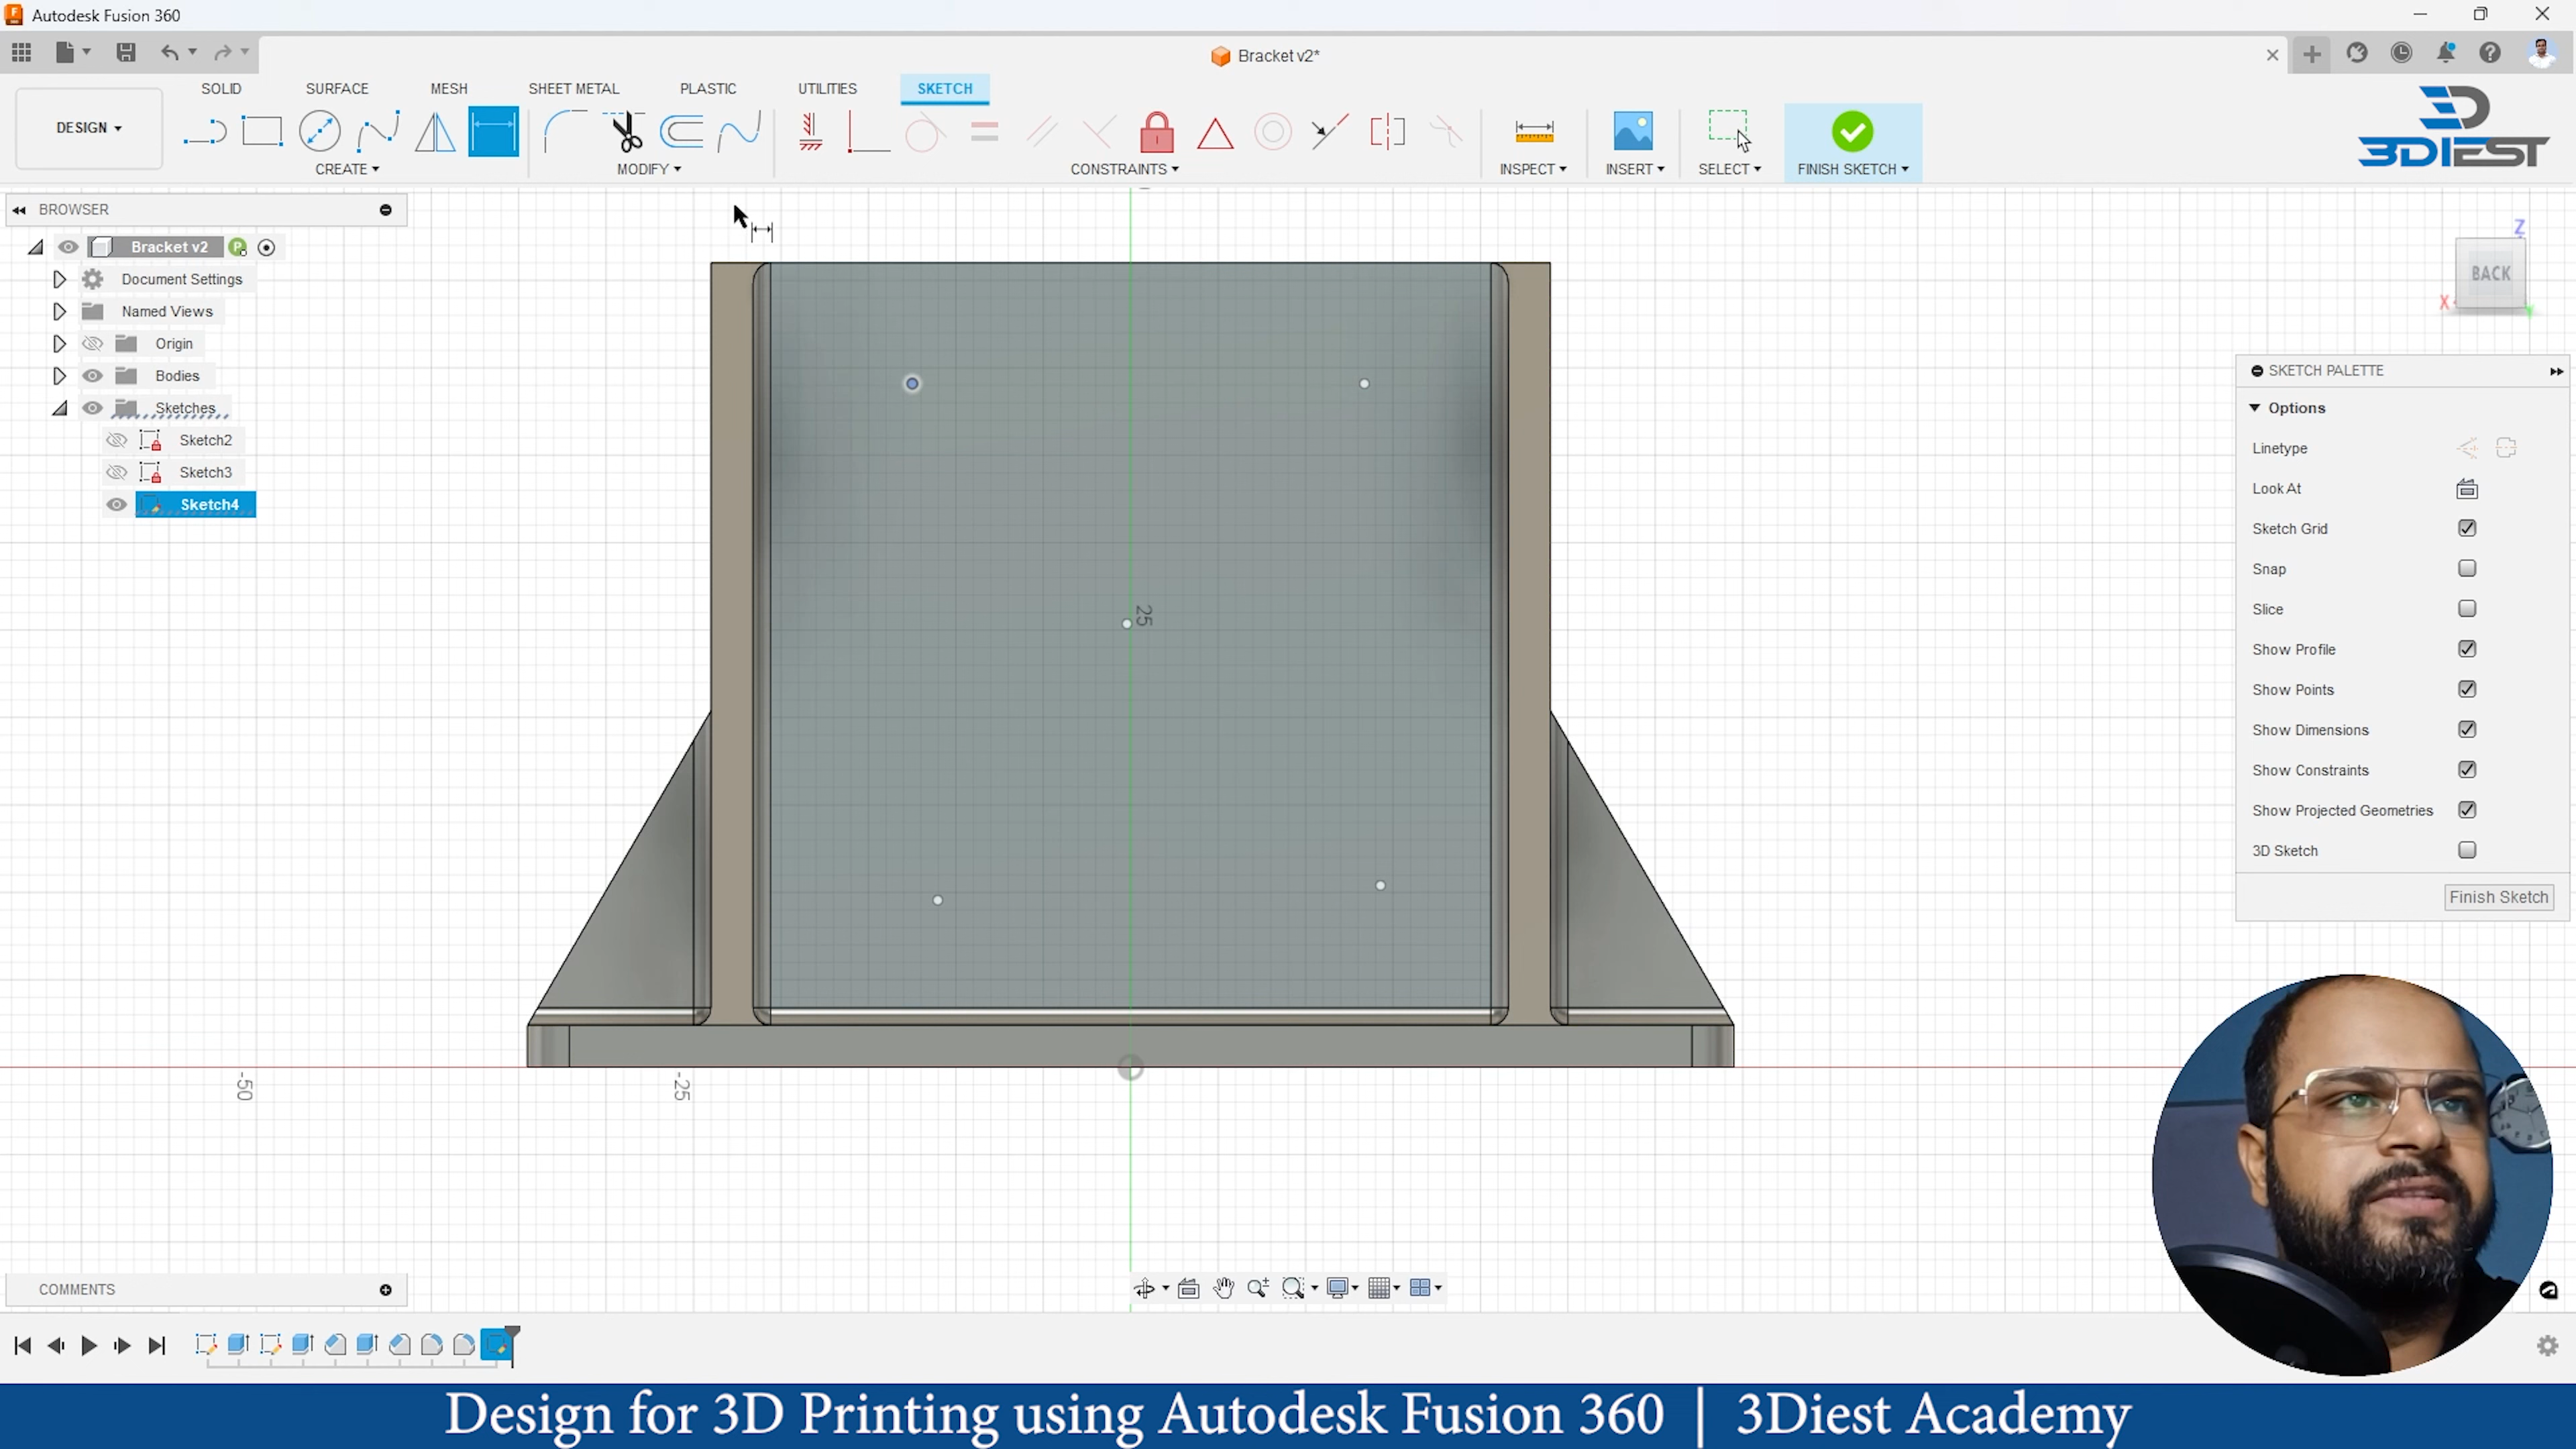 Autodesk Fusion 360
Bracket v2*
SOLID SURFACE MESH SHEET METAL PLASTIC UTILITIES SKETCH
DESIGN
CREATE MODIFY CONSTRAINTS INSPECT INSERT SELECT FINISH SKETCH
3DIEST
BROWSER
Bracket v2
Document Settings
Named Views
Origin
Bodies
Sketches
Sketch2
Sketch3
Sketch4
25
-50
-25
Z
BACK
X
SKETCH PALETTE
Options
Linetype
Look At
Sketch Grid
Snap
Slice
Show Profile
Show Points
Show Dimensions
Show Constraints
Show Projected Geometries
3D Sketch
Finish Sketch
COMMENTS
Design for 3D Printing using Autodesk Fusion 360 | 3Diest Academy